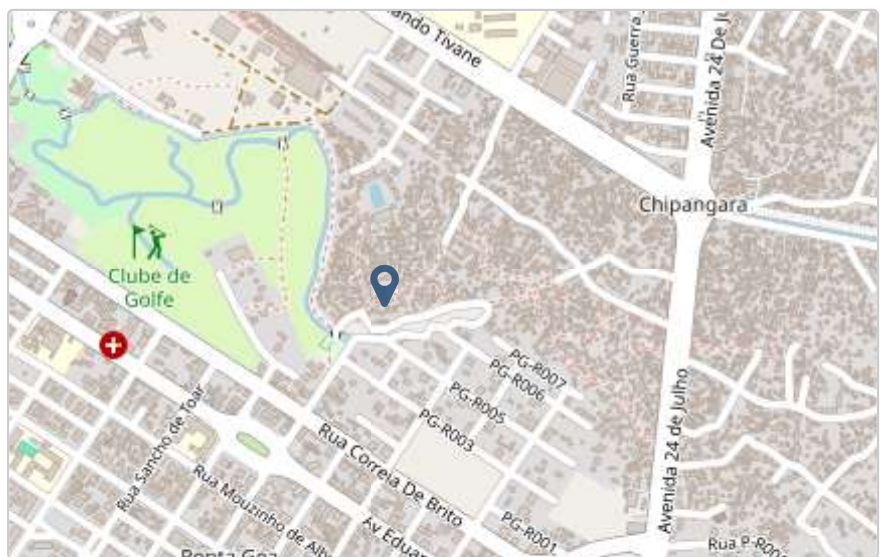 ando Tivane
Rua Guerra
Avenida 24 De Ju
Chipangara
Clube de
Golfe
PG-R007
PG-R006
PG-R005
PG-R003
Avenida 24 de Julho
Rua Sancho de Toar
Rua Correia De Brito
Rua Mouzinho de Albu
Av Eduar
PG-R001
Rua P-R00
Ponta Gea